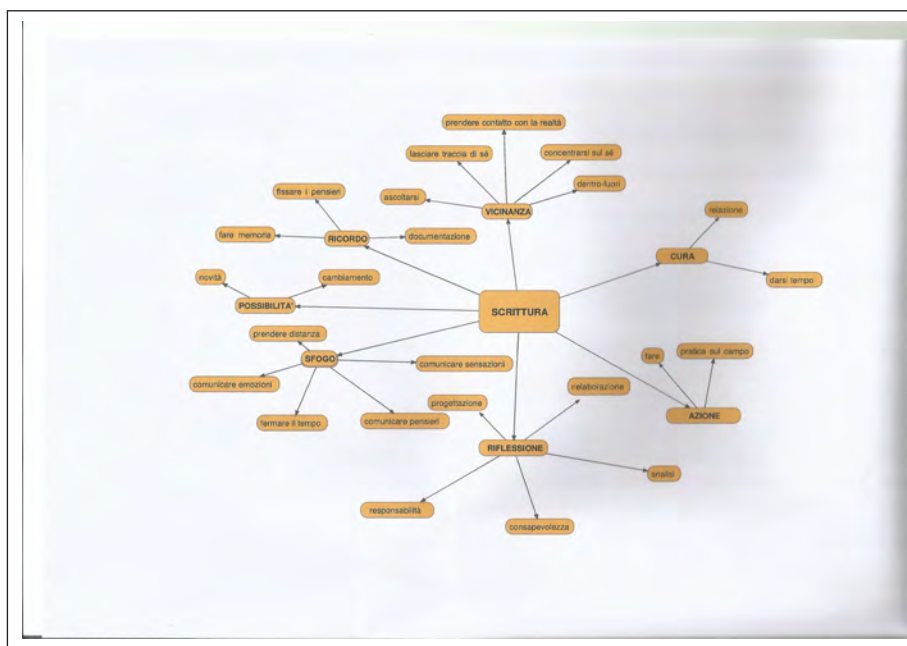 prendere contatto con la realtà
lasciare traccia di sé
concentrarsi sul sé
dentro-fuori
ascoltarsi
VICINANZA
fissare i pensieri
fare memoria
RICORDO
documentazione
relazione
CURA
darsi tempo
novità
cambiamento
POSSIBILITA'
SCRITTURA
prendere distanza
SFOGO
comunicare sensazioni
comunicare emozioni
fermare il tempo
comunicare pensieri
fare
pratica sul campo
AZIONE
progettazione
rielaborazione
RIFLESSIONE
analisi
responsabilità
consapevolezza